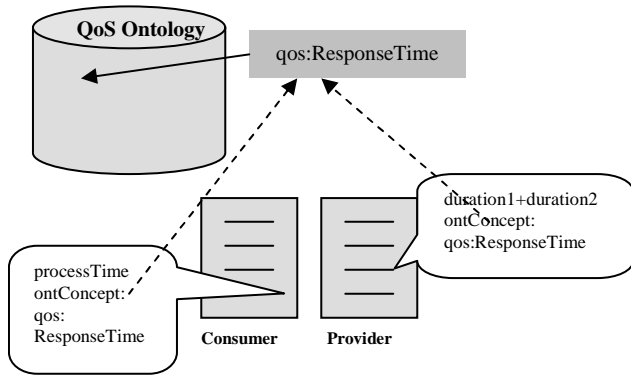 QoS Ontology
qos:ResponseTime
duration1+duration2
ontConcept:
qos:ResponseTime
processTime
ontConcept:
qos:
ResponseTime
Consumer
Provider